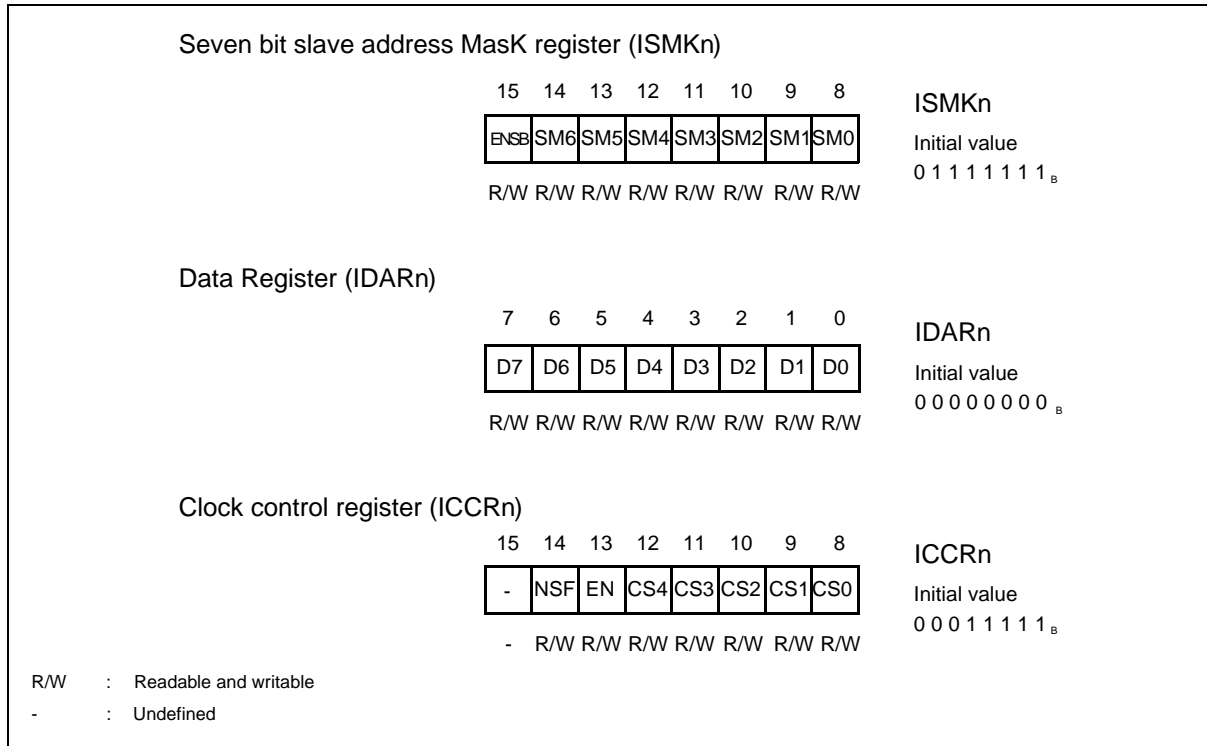 Seven bit slave address MasK register (ISMKn)
15 14 13 12 11 10 9 8
ISMKn
ENSB SM6 SM5 SM4 SM3 SM2 SM1 SM0
Initial value
0 1 1 1 1 1 1 1 B
R/W R/W R/W R/W R/W R/W R/W R/W
Data Register (IDARn)
7 6 5 4 3 2 1 0
IDARn
D7 D6 D5 D4 D3 D2 D1 D0
Initial value
0 0 0 0 0 0 0 0 B
R/W R/W R/W R/W R/W R/W R/W R/W
Clock control register (ICCRn)
15 14 13 12 11 10 9 8
ICCRn
- NSF EN CS4 CS3 CS2 CS1 CS0
Initial value
0 0 0 1 1 1 1 1 B
- R/W R/W R/W R/W R/W R/W R/W
R/W : Readable and writable
- : Undefined